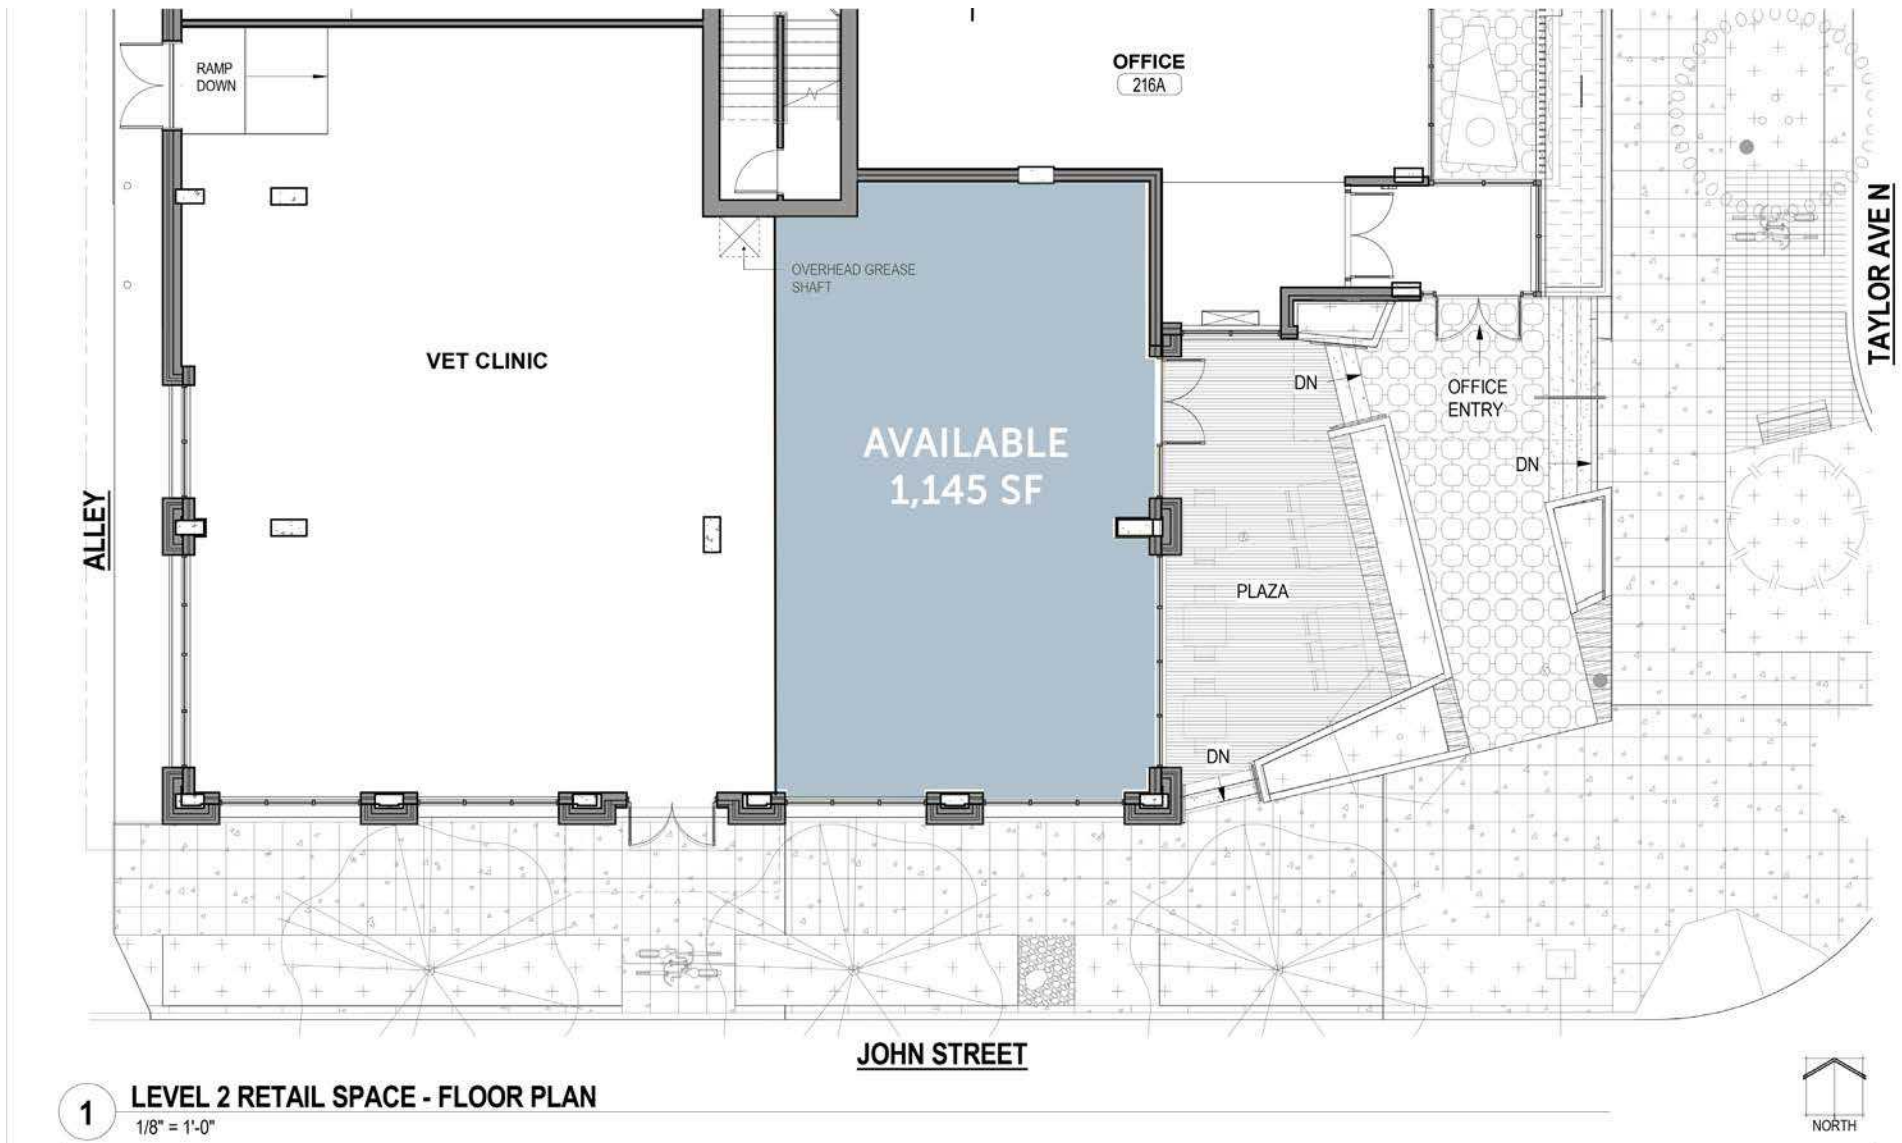 RAMP
DOWN
OFFICE
216A
TAYLOR AVE N
OVERHEAD GREASE
SHAFT
VET CLINIC
DN
OFFICE
ENTRY
AVAILABLE
1,145 SF
DN
ALLEY
PLAZA
DN
JOHN STREET
1
LEVEL 2 RETAIL SPACE - FLOOR PLAN
1/8" = 1'-0"
NORTH